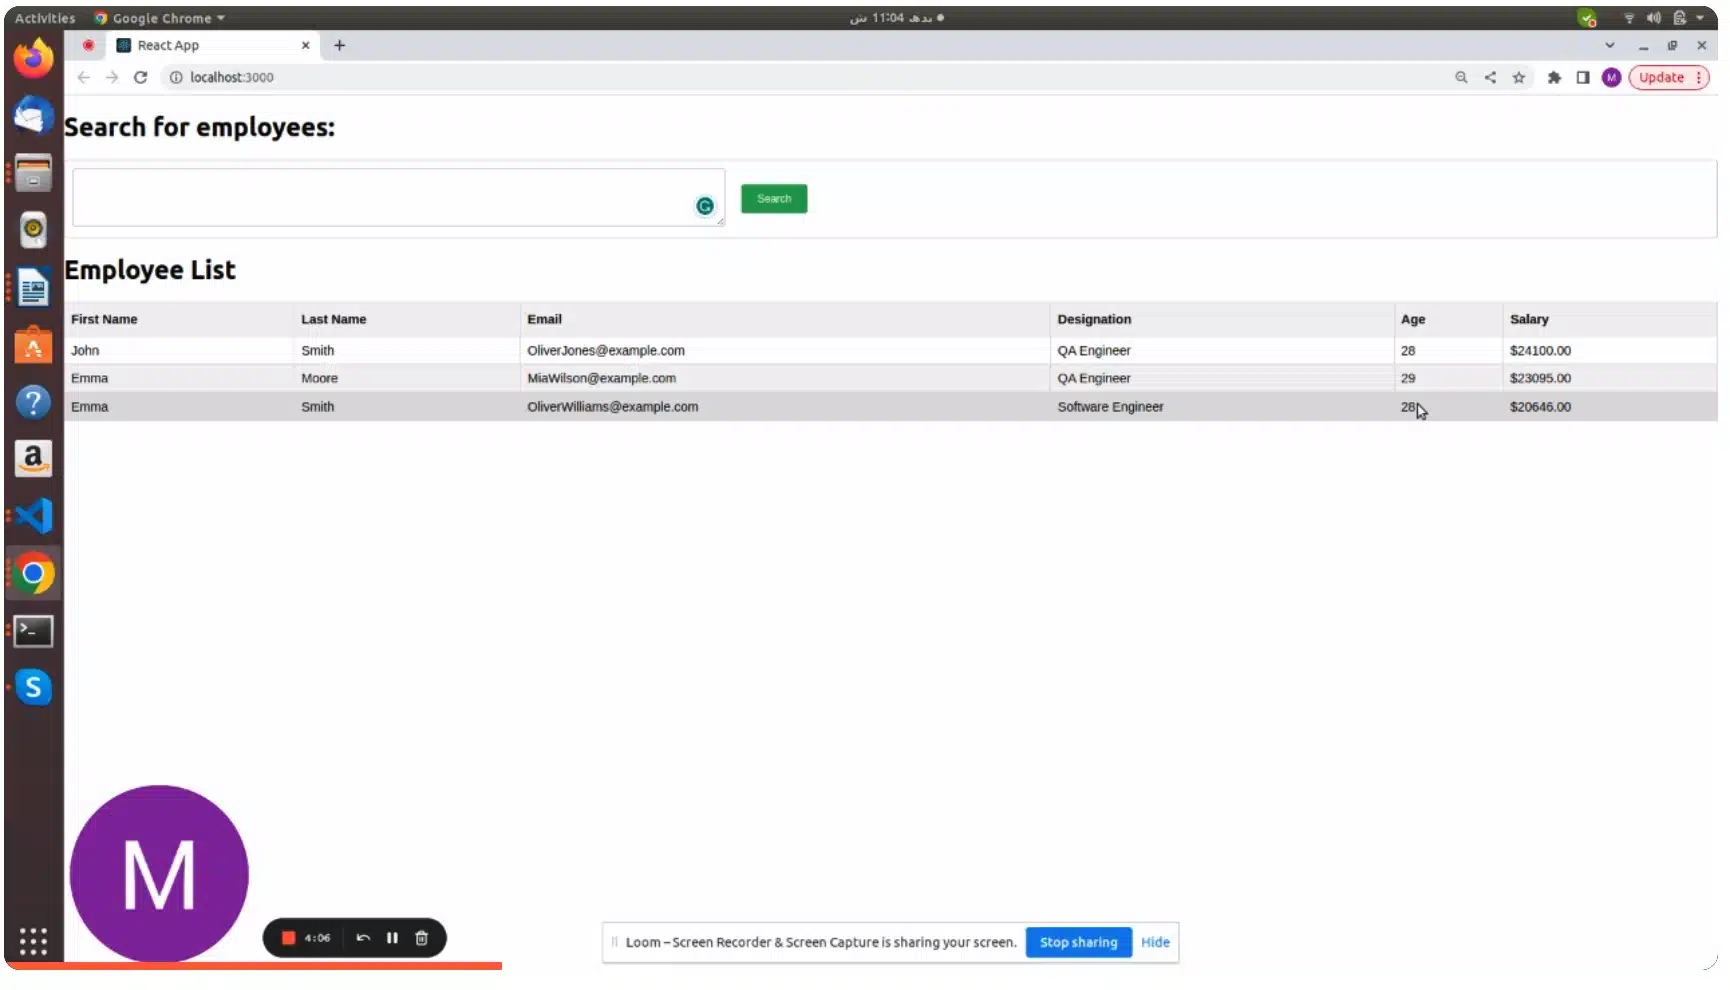 Activities Google Chrome
بدھ 11:04 ش
React App
localhost:3000
M
Update
Search for employees:
Search
Employee List
First Name Last Name Email Designation Age Salary
John Smith OliverJones@example.com QA Engineer 28 $24100.00
Emma Moore MiaWilson@example.com QA Engineer 29 $23095.00
Emma Smith OliverWilliams@example.com Software Engineer 28 $20646.00
M
4:06
Loom – Screen Recorder & Screen Capture is sharing your screen. Stop sharing Hide